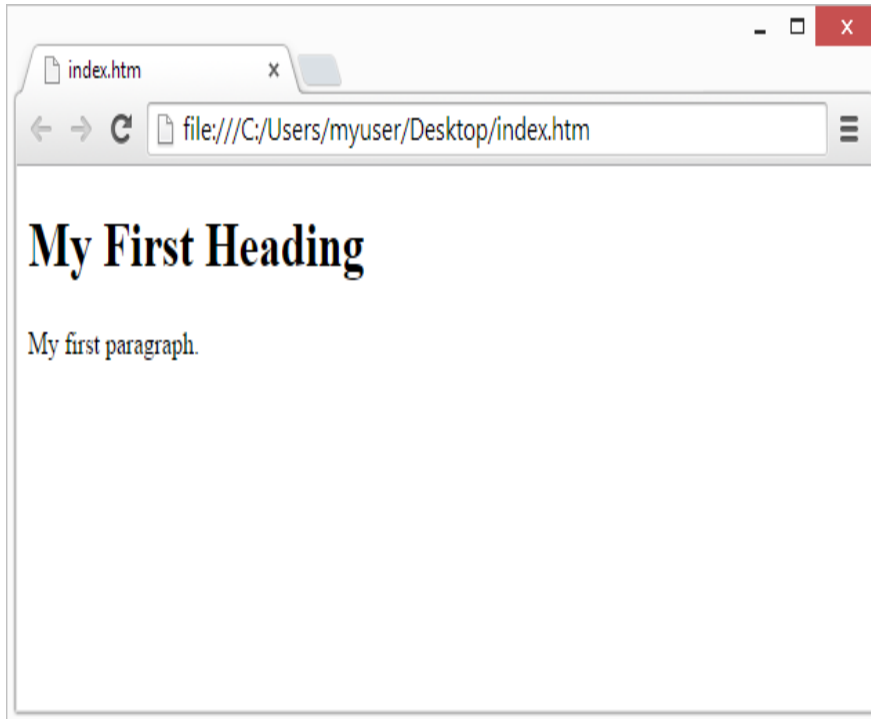 index.htm
file:///C:/Users/myuser/Desktop/index.htm
My First Heading
My first paragraph.